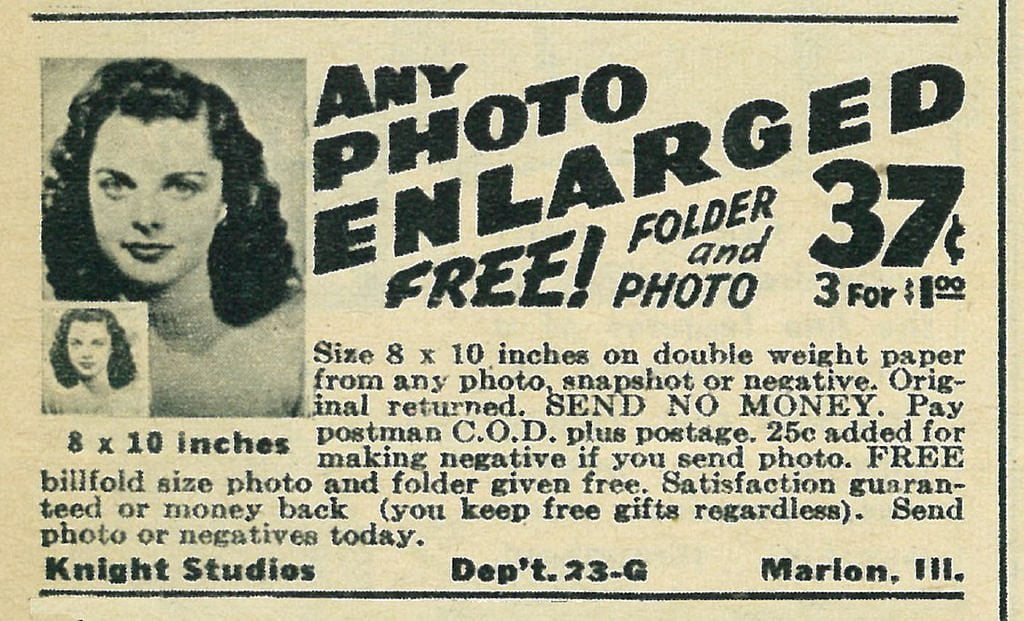 ANY
PHOTO
ENLARGED
FREE! FOLDER and PHOTO
37¢
3 FOR $1.00
Size 8 x 10 inches on double weight paper
from any photo, snapshot or negative. Orig-
inal returned. SEND NO MONEY. Pay
postman C.O.D. plus postage. 25c added for
making negative if you send photo. FREE
billfold size photo and folder given free. Satisfaction guaran-
teed or money back (you keep free gifts regardless). Send
photo or negatives today.
8 x 10 inches
Knight Studios Dep't. 23-G Marion, Ill.